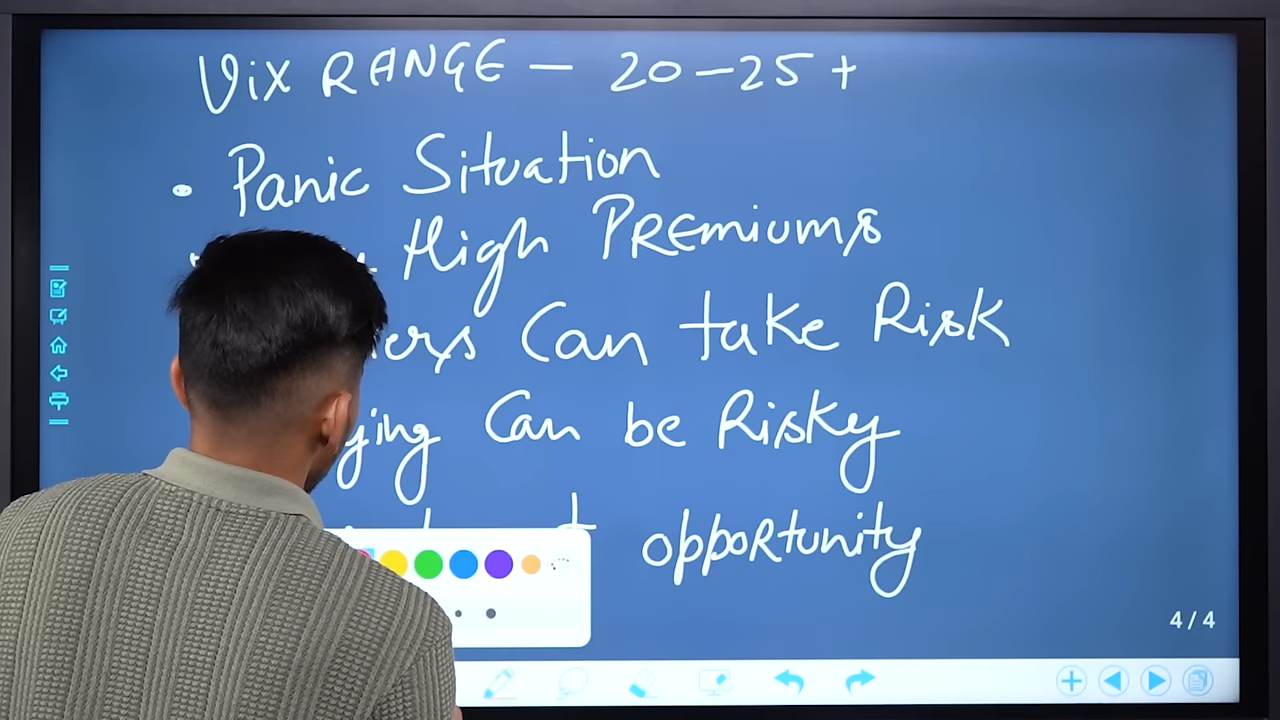 Vix RANGE — 20-25+
• Panic Situation
High PREmiums
Can take Risk
Can be Risky
opportunity
4/4